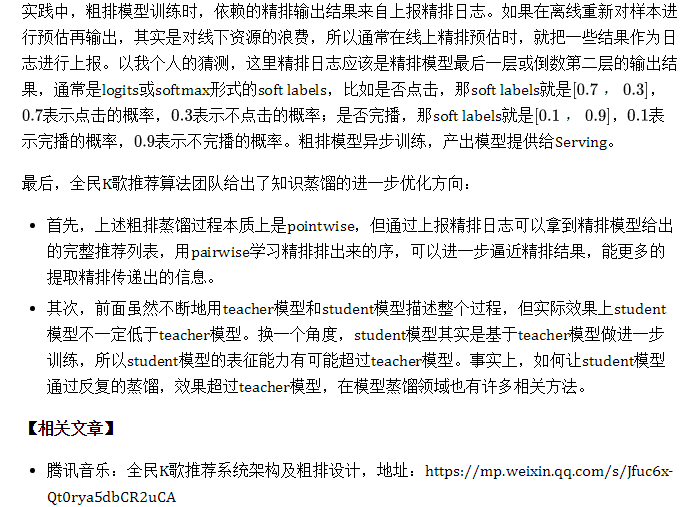 实践中，粗排模型训练时，依赖的精排输出结果来自上报精排日志。如果在离线重新对样本进
行预估再输出，其实是对线下资源的浪费，所以通常在线上精排预估时，就把一些结果作为日
志进行上报。以我个人的猜测，这里精排日志应该是精排模型最后一层或倒数第二层的输出结
果，通常是logits或softmax形式的soft labels，比如是否点击，那soft labels就是[0.7 ， 0.3]，
0.7表示点击的概率，0.3表示不点击的概率；是否完播，那soft labels就是[0.1 ， 0.9]，0.1表
示完播的概率，0.9表示不完播的概率。粗排模型异步训练，产出模型提供给Serving。
最后，全民K歌推荐算法团队给出了知识蒸馏的进一步优化方向：
• 首先，上述粗排蒸馏过程本质上是pointwise，但通过上报精排日志可以拿到精排模型给出
的完整推荐列表，用pairwise学习精排排出来的序，可以进一步逼近精排结果，能更多的
提取精排传递出的信息。
• 其次，前面虽然不断地用teacher模型和student模型描述整个过程，但实际效果上student
模型不一定低于teacher模型。换一个角度，student模型其实是基于teacher模型做进一步
训练，所以student模型的表征能力有可能超过teacher模型。事实上，如何让student模型
通过反复的蒸馏，效果超过teacher模型，在模型蒸馏领域也有许多相关方法。
【相关文章】
• 腾讯音乐：全民K歌推荐系统架构及粗排设计，地址：https://mp.weixin.qq.com/s/Jfuc6x-
Qt0rya5dbCR2uCA